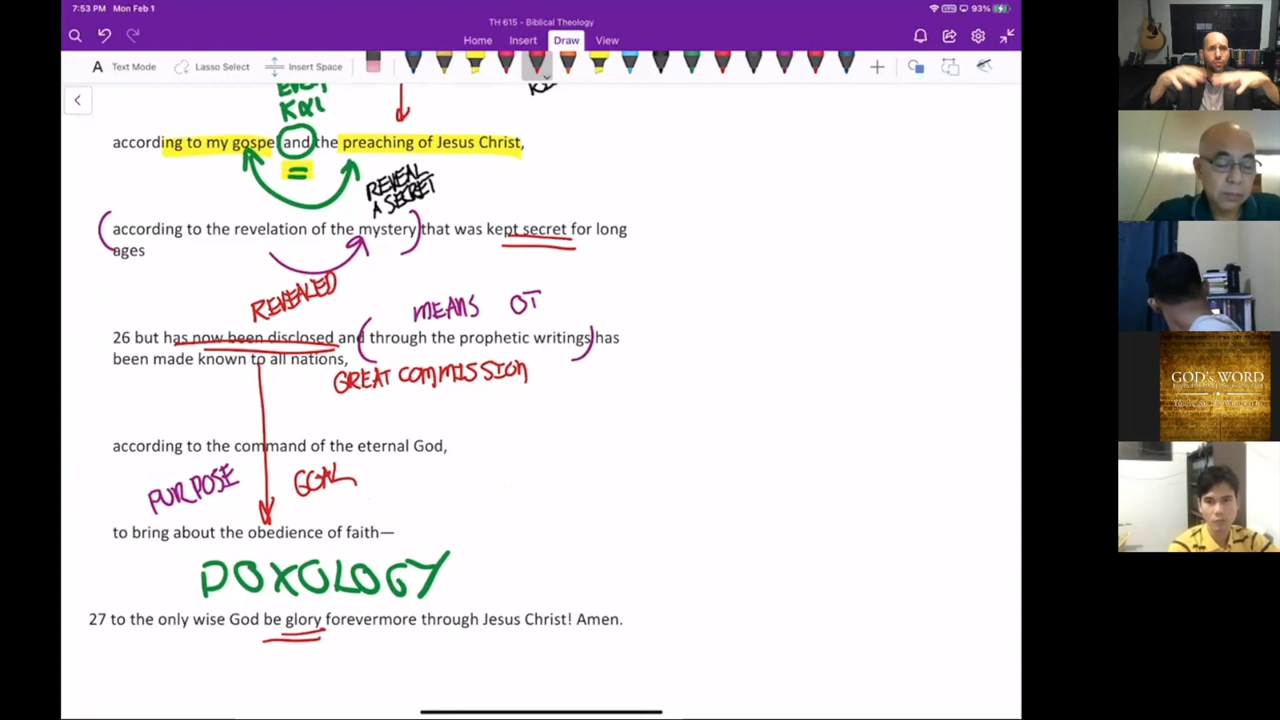 7:53 PM Mon Feb 1
TH 615 - Biblical Theology
93%
Home Insert Draw View
Text Mode Lasso Select Insert Space
καὶ
according to my gospel and the preaching of Jesus Christ,
=
REVEAL
A SECRET
according to the revelation of the mystery that was kept secret for long
ages
REVEALED
MEANS OT
26 but has now been disclosed and (through the prophetic writings) has
been made known to all nations,
GREAT COMMISSION
according to the command of the eternal God,
PURPOSE GOAL
to bring about the obedience of faith—
DOXOLOGY
27 to the only wise God be glory forevermore through Jesus Christ! Amen.
GOD's WORD